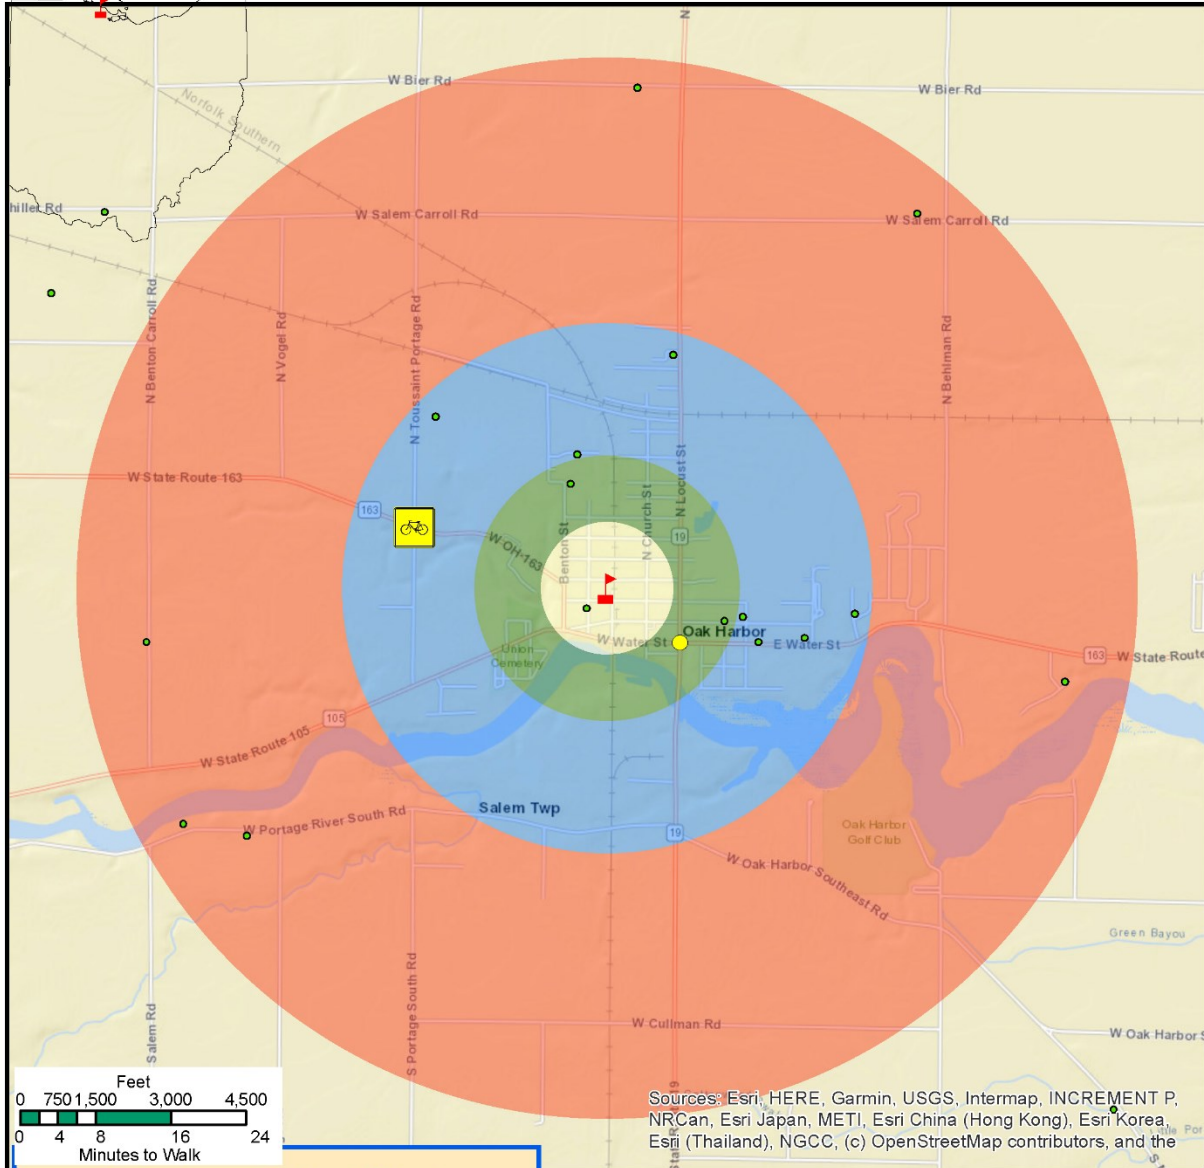 W Bier Rd
W Bier Rd
Norfolk Southern
hiller Rd
W Salem Carroll Rd
W Salem Carroll Rd
N
N Benton Carroll Rd
N Vogel Rd
N Toussaint Portage Rd
N Behlman Rd
W State Route 163
163
W OH-163
Benton St
N Church St
N Locust St
19
Oak Harbor
W Water St
E Water St
Union
Cemetery
163
W State Route
105
W State Route 105
Salem Twp
W Portage River South Rd
19
Oak Harbor
Golf Club
W Oak Harbor Southeast Rd
Green Bayou
Salem Rd
S Portage South Rd
W Cullman Rd
W Oak Harbor S
Feet
0 750 1,500 3,000 4,500
0 4 8 16 24
Minutes to Walk
Sources: Esri, HERE, Garmin, USGS, Intermap, INCREMENT P,
NRCan, Esri Japan, METI, Esri China (Hong Kong), Esri Korea,
Esri (Thailand), NGCC, (c) OpenStreetMap contributors, and the